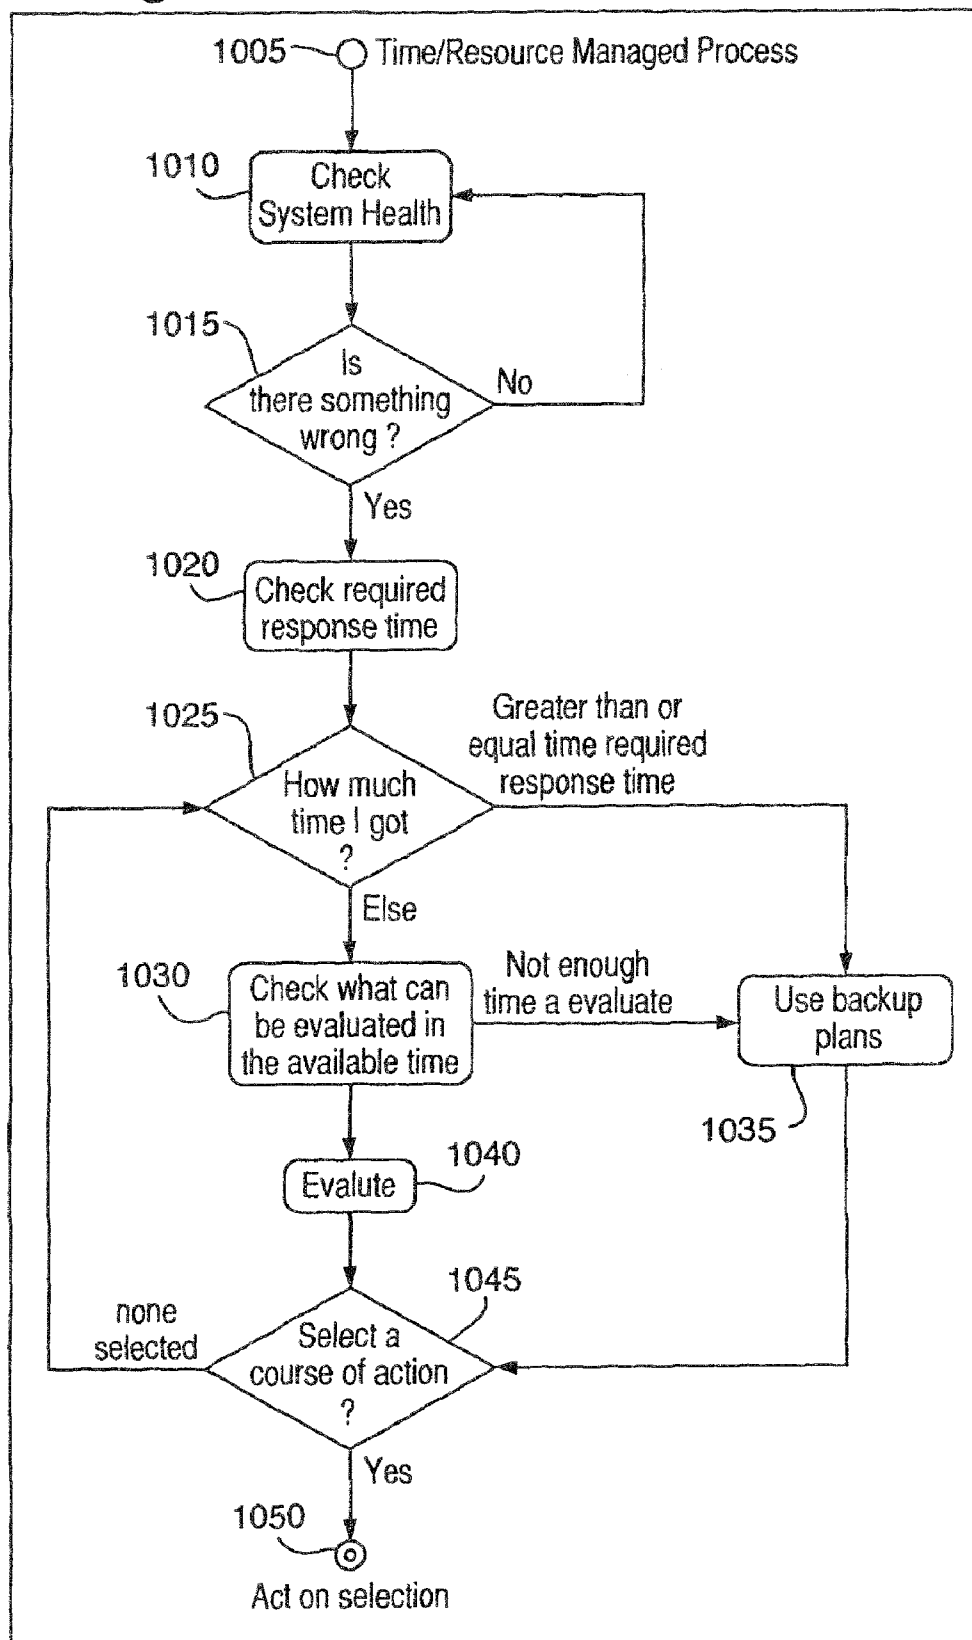 1005
Time/Resource Managed Process
1010
Check
System Health
1015
Is
there something
wrong ?
No
Yes
1020
Check required
response time
1025
How much
time I got
?
Greater than or
equal time required
response time
Else
1030
Check what can
be evaluated in
the available time
Not enough
time a evaluate
Use backup
plans
1035
Evalute
1040
1045
Select a
course of action
?
none
selected
Yes
1050
Act on selection